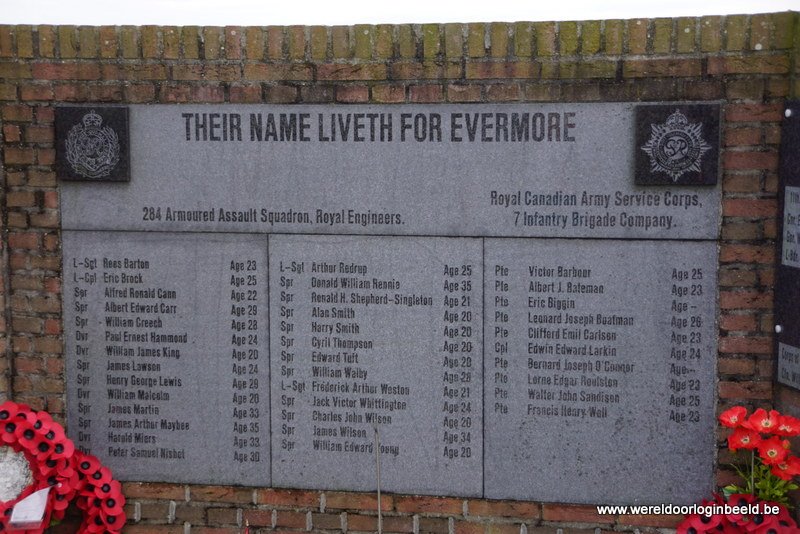 THEIR NAME LIVETH FOR EVERMORE
284 Armoured Assault Squadron, Royal Engineers.
Royal Canadian Army Service Corps,
7 Infantry Brigade Company.
L-Sgt Rees Barton Age 23
L-Cpl Eric Brock Age 25
Spr Alfred Ronald Cann Age 22
Spr Albert Edward Carr Age 29
Spr William Creech Age 28
Dvr Paul Ernest Hammond Age 24
Dvr William James King Age 20
Spr James Lawson Age 24
Spr Henry George Lewis Age 29
Dvr William Malcolm Age 20
Spr James Martin Age 33
Spr James Arthur Maybee Age 35
Dvr Harold Miers Age 33
Dvr Peter Samuel Nisbet Age 30
L-Sgt Arthur Redrup Age 25
Spr Donald William Rennie Age 35
Spr Ronald H. Shepherd-Singleton Age 21
Spr Alan Smith Age 20
Spr Harry Smith Age 20
Spr Cyril Thompson Age 20
Spr Edward Tuft Age 20
Spr William Walby Age 28
L-Sgt Frederick Arthur Weston Age 21
Spr Jack Victor Whittington Age 24
Spr Charles John Wilson Age 20
Spr James Wilson Age 34
Spr William Edward Young Age 20
Pte Victor Barbour Age 25
Pte Albert J. Bateman Age 23
Pte Eric Biggin Age --
Pte Leonard Joseph Boatman Age 26
Pte Clifford Emil Carlson Age 23
Cpl Edwin Edward Larkin Age 24
Pte Bernard Joseph O'Connor Age --
Pte Lorne Edgar Roulston Age 23
Pte Walter John Sandison Age 25
Pte Francis Henry Woll Age 23
www.wereldoorloginbeeld.be